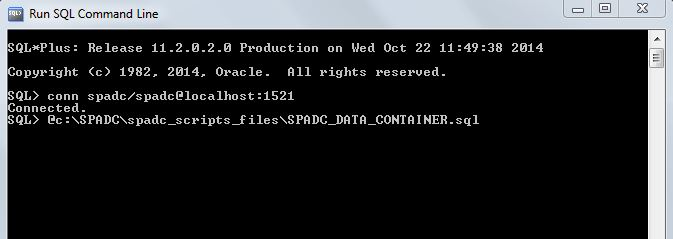 Run SQL Command Line
SQL*Plus: Release 11.2.0.2.0 Production on Wed Oct 22 11:49:38 2014
Copyright (c) 1982, 2014, Oracle.  All rights reserved.
SQL> conn spadc/spadc@localhost:1521
Connected.
SQL> @c:\SPADC\spadc_scripts_files\SPADC_DATA_CONTAINER.sql